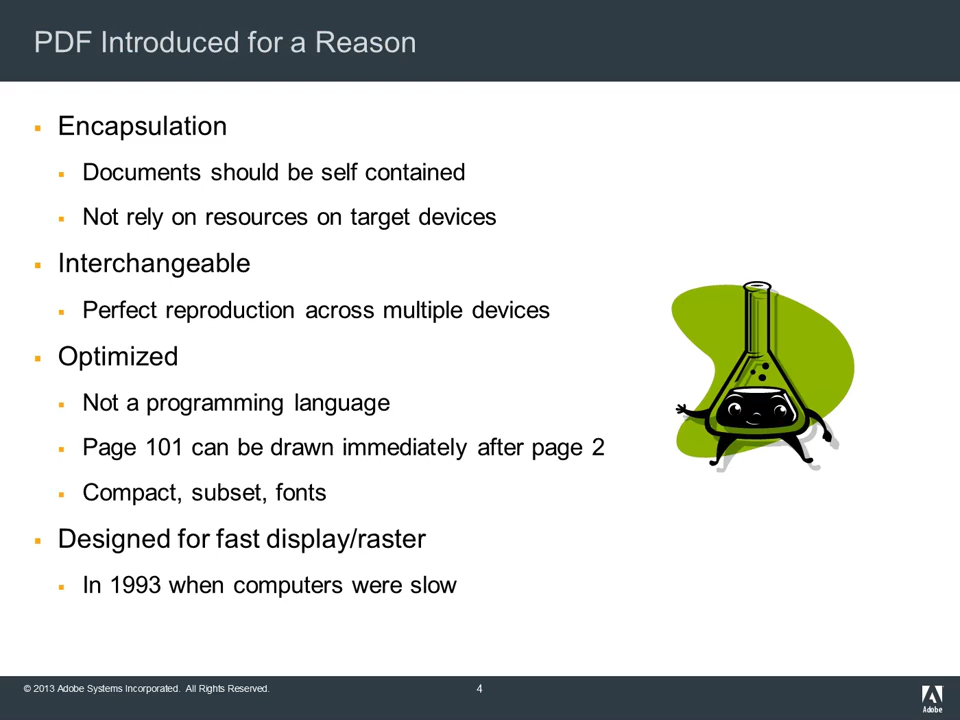 PDF Introduced for a Reason
Encapsulation
Documents should be self contained
Not rely on resources on target devices
Interchangeable
Perfect reproduction across multiple devices
Optimized
Not a programming language
Page 101 can be drawn immediately after page 2
Compact, subset, fonts
Designed for fast display/raster
In 1993 when computers were slow
© 2013 Adobe Systems Incorporated. All Rights Reserved.
4
Adobe